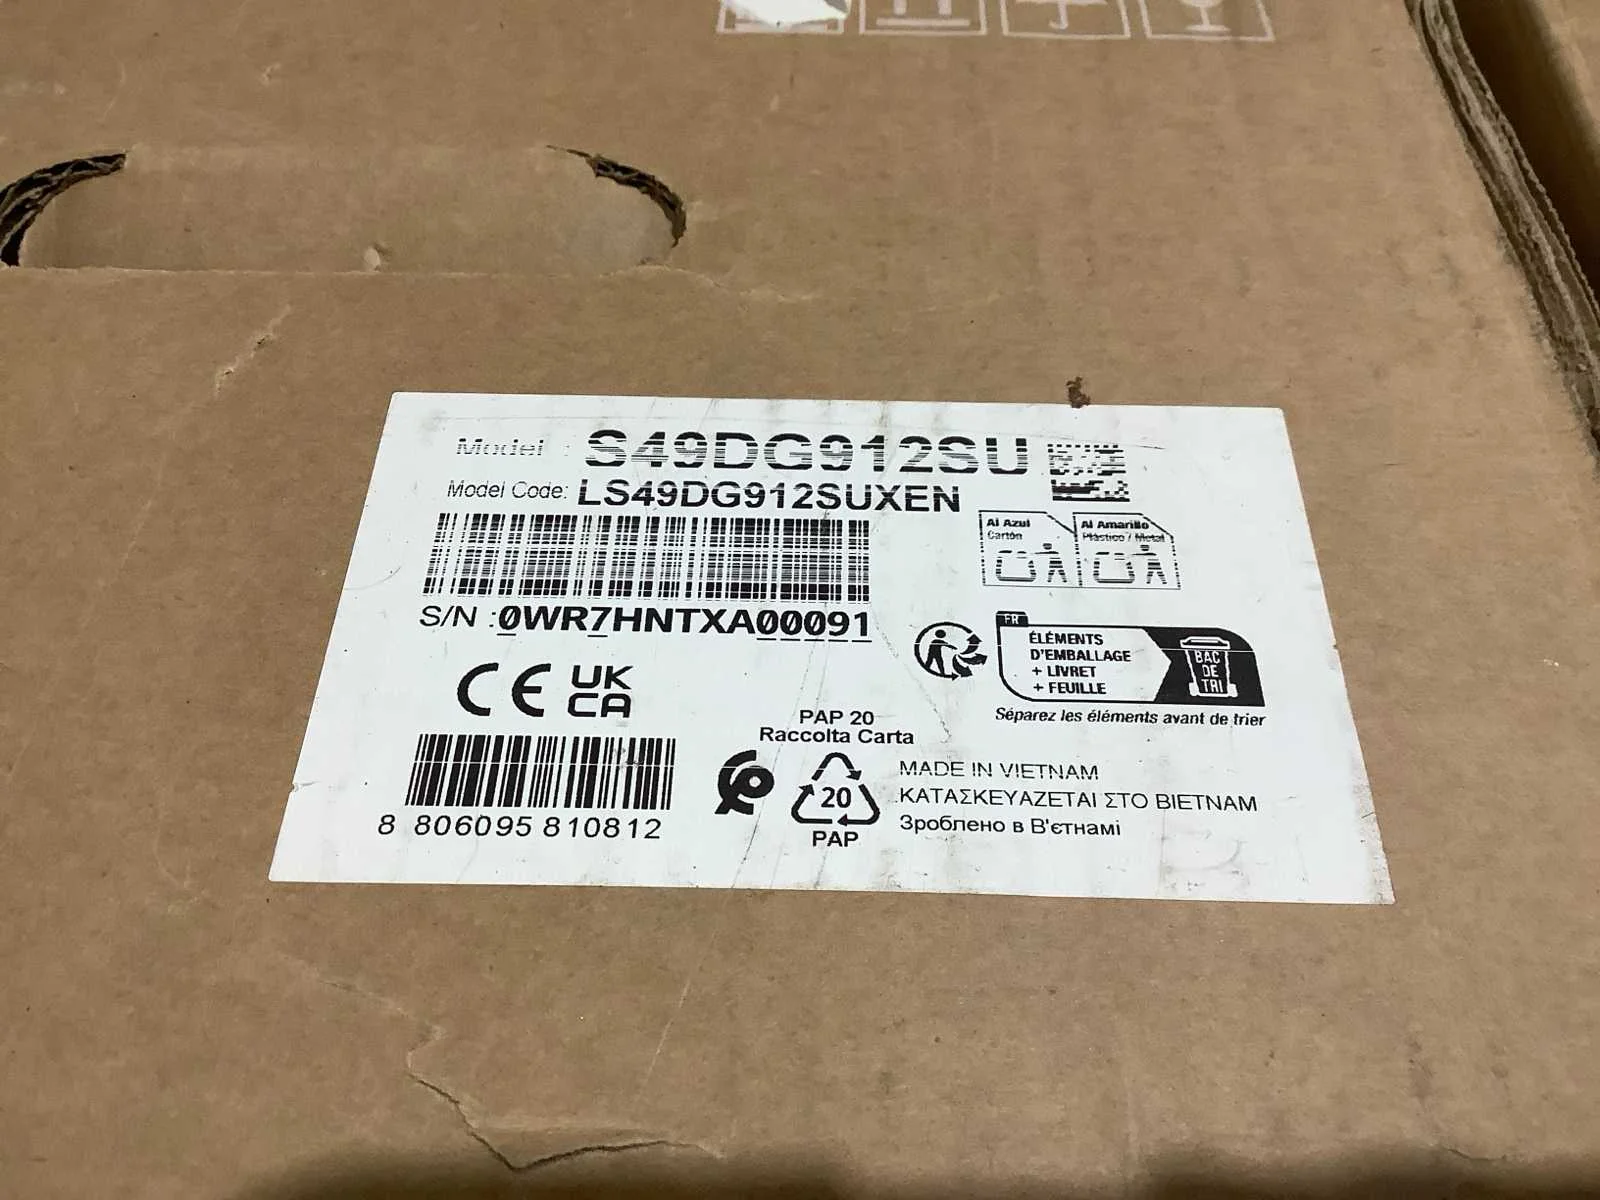 Model : S49DG912SU
Model Code: LS49DG912SUXEN
Al Azul
Cartón
Al Amarillo
Plástico / Metal
S/N :0WR7HNTXA00091
FR
ÉLÉMENTS
D'EMBALLAGE
+ LIVRET
+ FEUILLE
BAC
DE
TRI
Séparez les éléments avant de trier
CE UK
CA
PAP 20
Raccolta Carta
20
PAP
MADE IN VIETNAM
ΚΑΤΑΣΚΕΥΑΖΕΤΑΙ ΣΤΟ ΒΙΕΤΝΑΜ
Зроблено в В'єтнамі
8 806095 810812